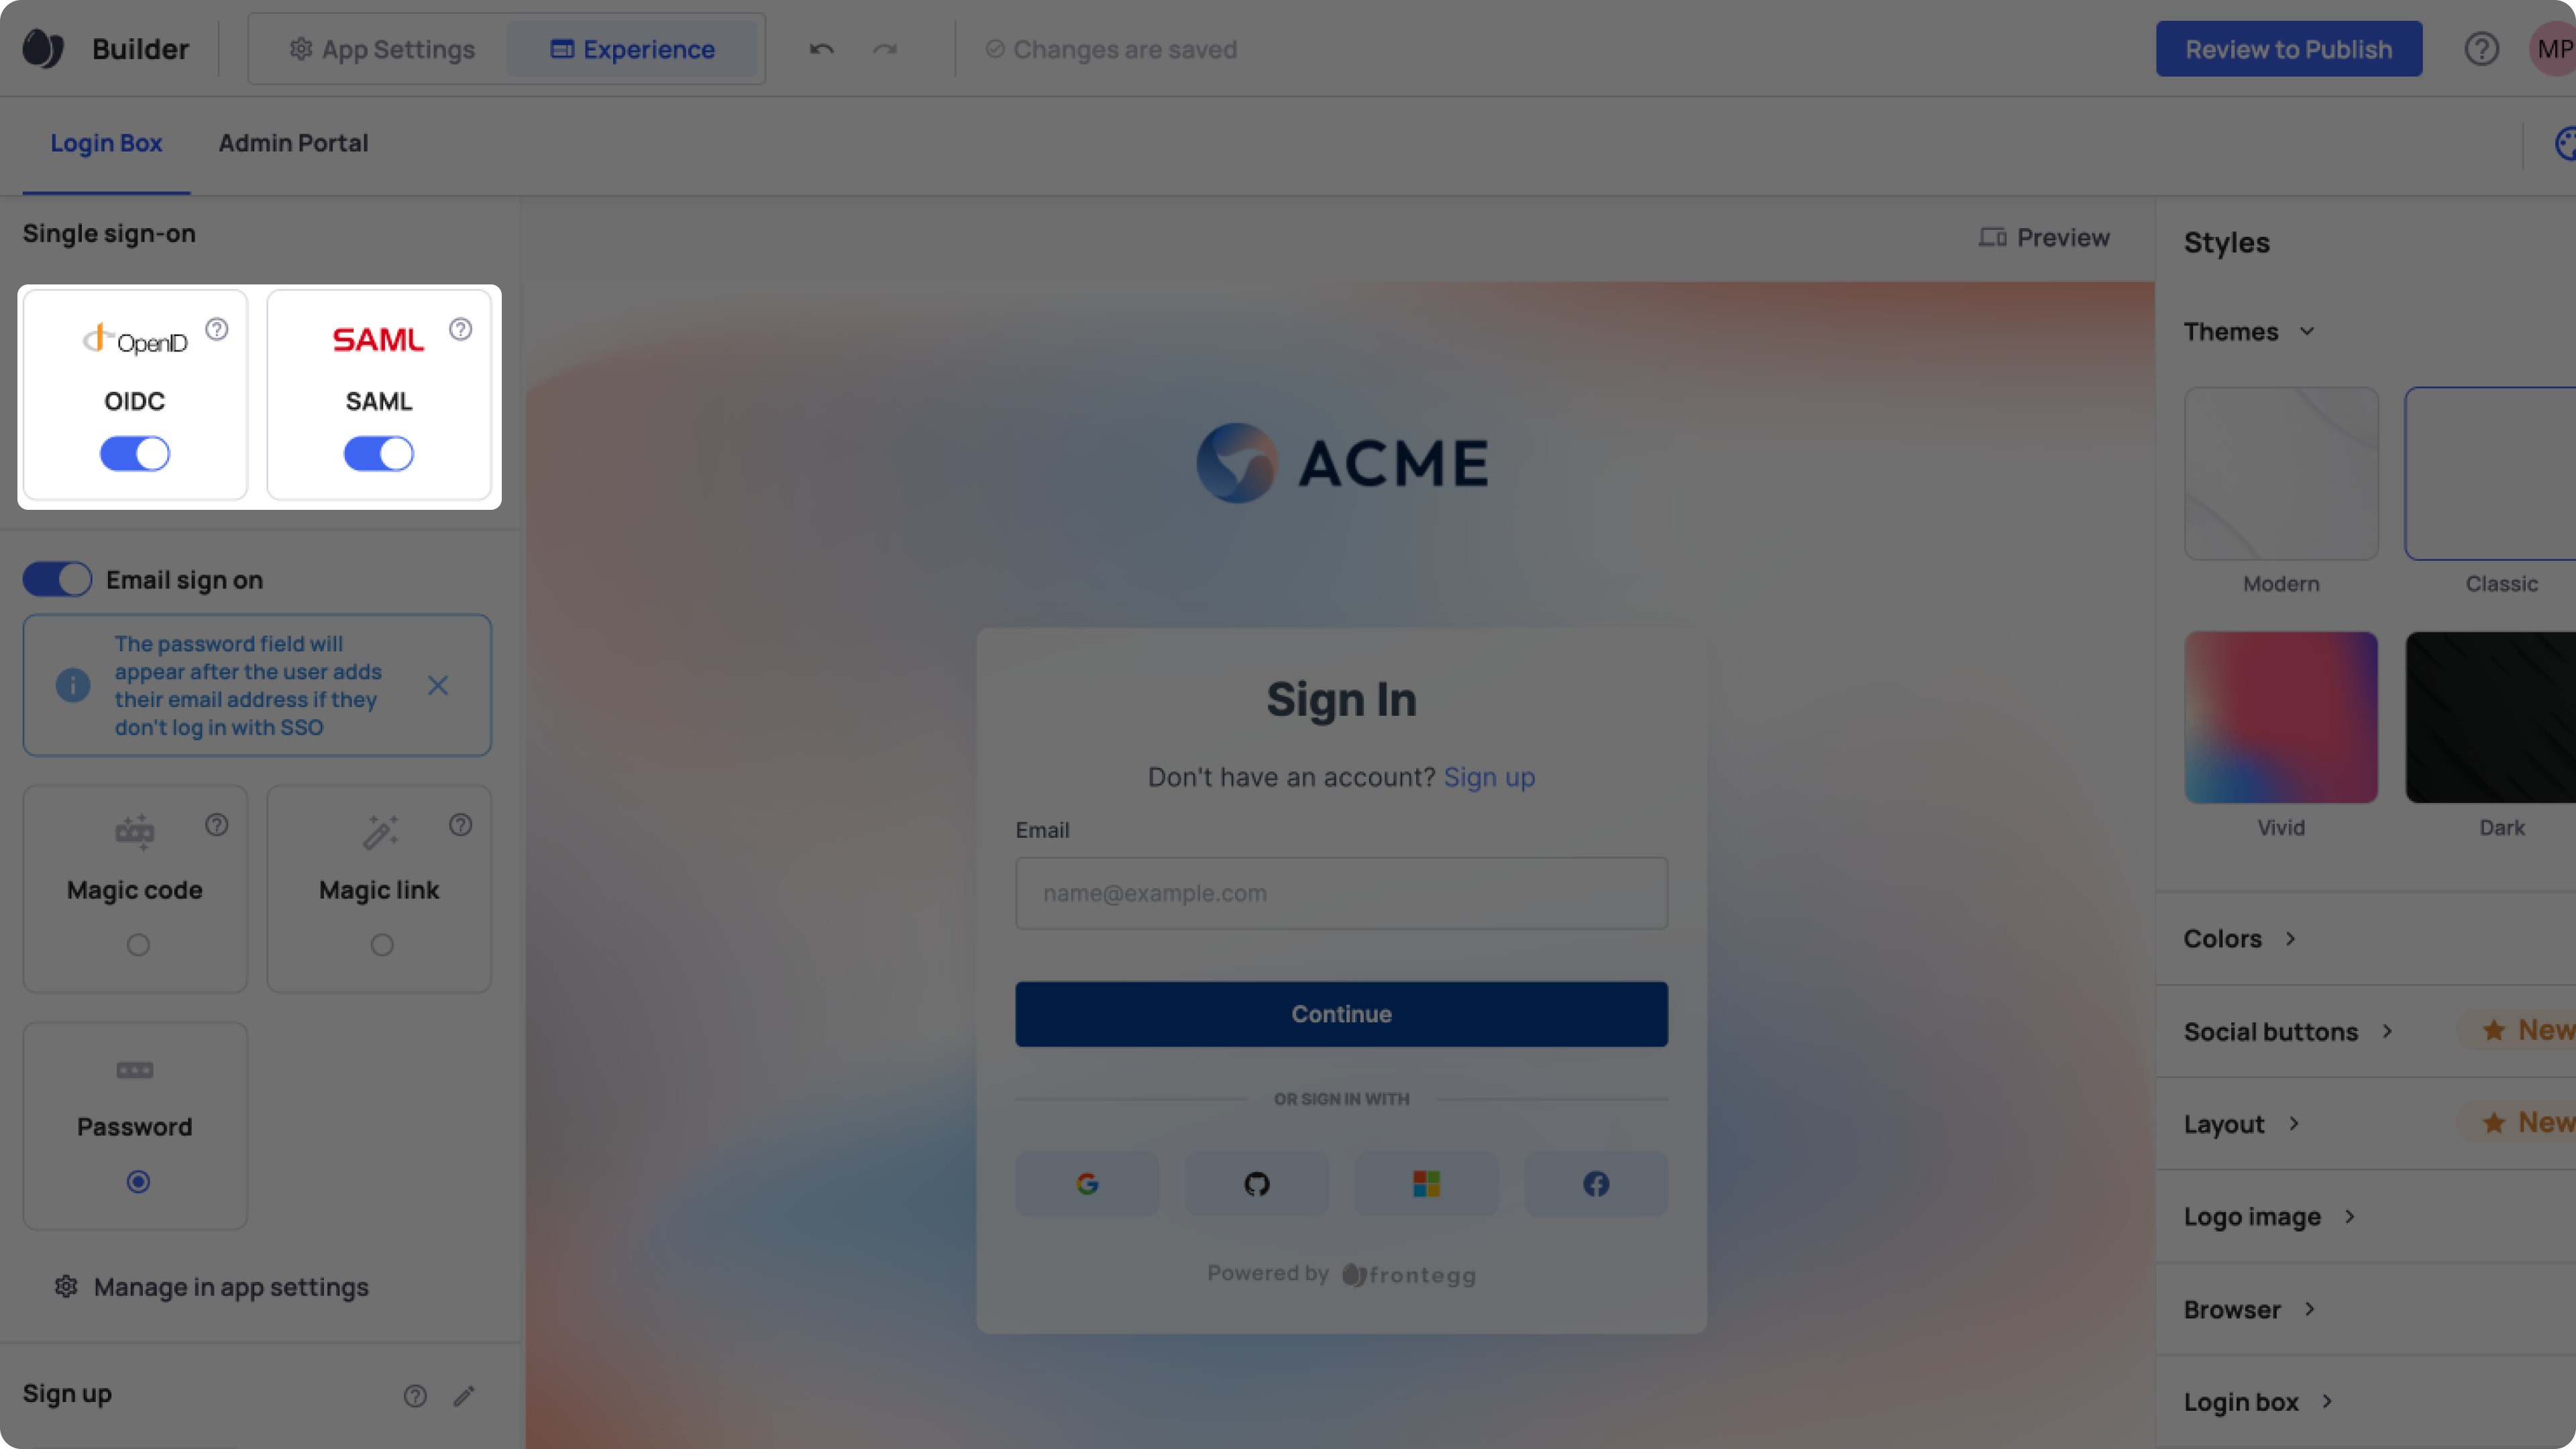 Builder
App Settings
Experience
Changes are saved
Review to Publish
MP
Login Box
Admin Portal
Single sign-on
OpenID
OIDC
SAML
SAML
Email sign on
The password field will
appear after the user adds
their email address if they
don't log in with SSO
Magic code
Magic link
Password
Manage in app settings
Sign up
Preview
ACME
Sign In
Don't have an account? Sign up
Email
name@example.com
Continue
OR SIGN IN WITH
Powered by frontegg
Styles
Themes
Modern
Classic
Vivid
Dark
Colors
Social buttons
New
Layout
New
Logo image
Browser
Login box